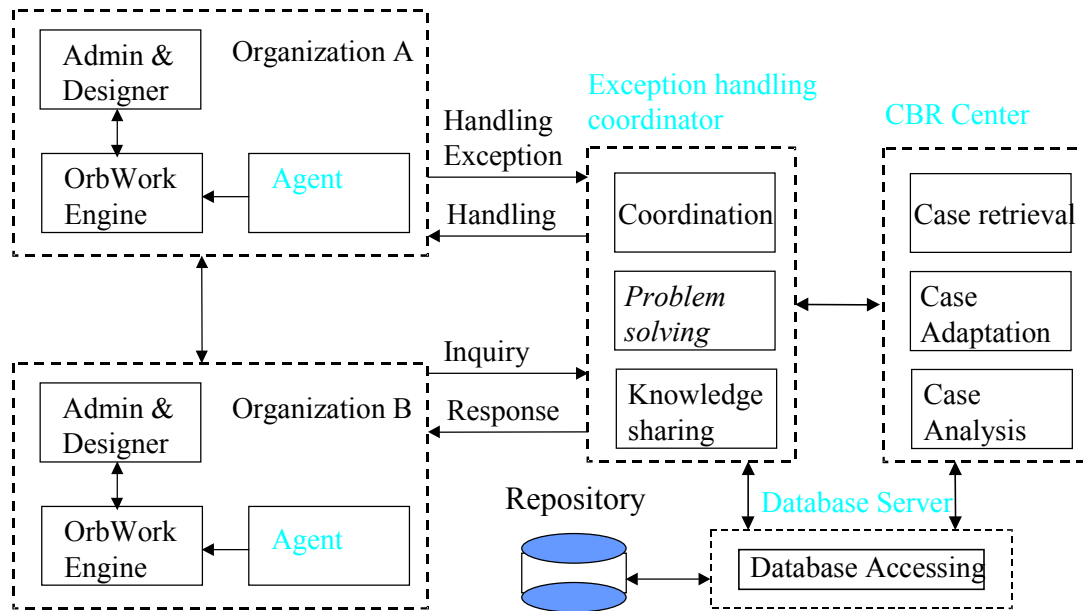 Admin &
Designer
Organization A
OrbWork
Engine
Agent
Handling
Exception
Handling
Exception handling
coordinator
Coordination
Problem
solving
Knowledge
sharing
CBR Center
Case retrieval
Case
Adaptation
Case
Analysis
Inquiry
Response
Admin &
Designer
Organization B
OrbWork
Engine
Agent
Repository
Database Server
Database Accessing